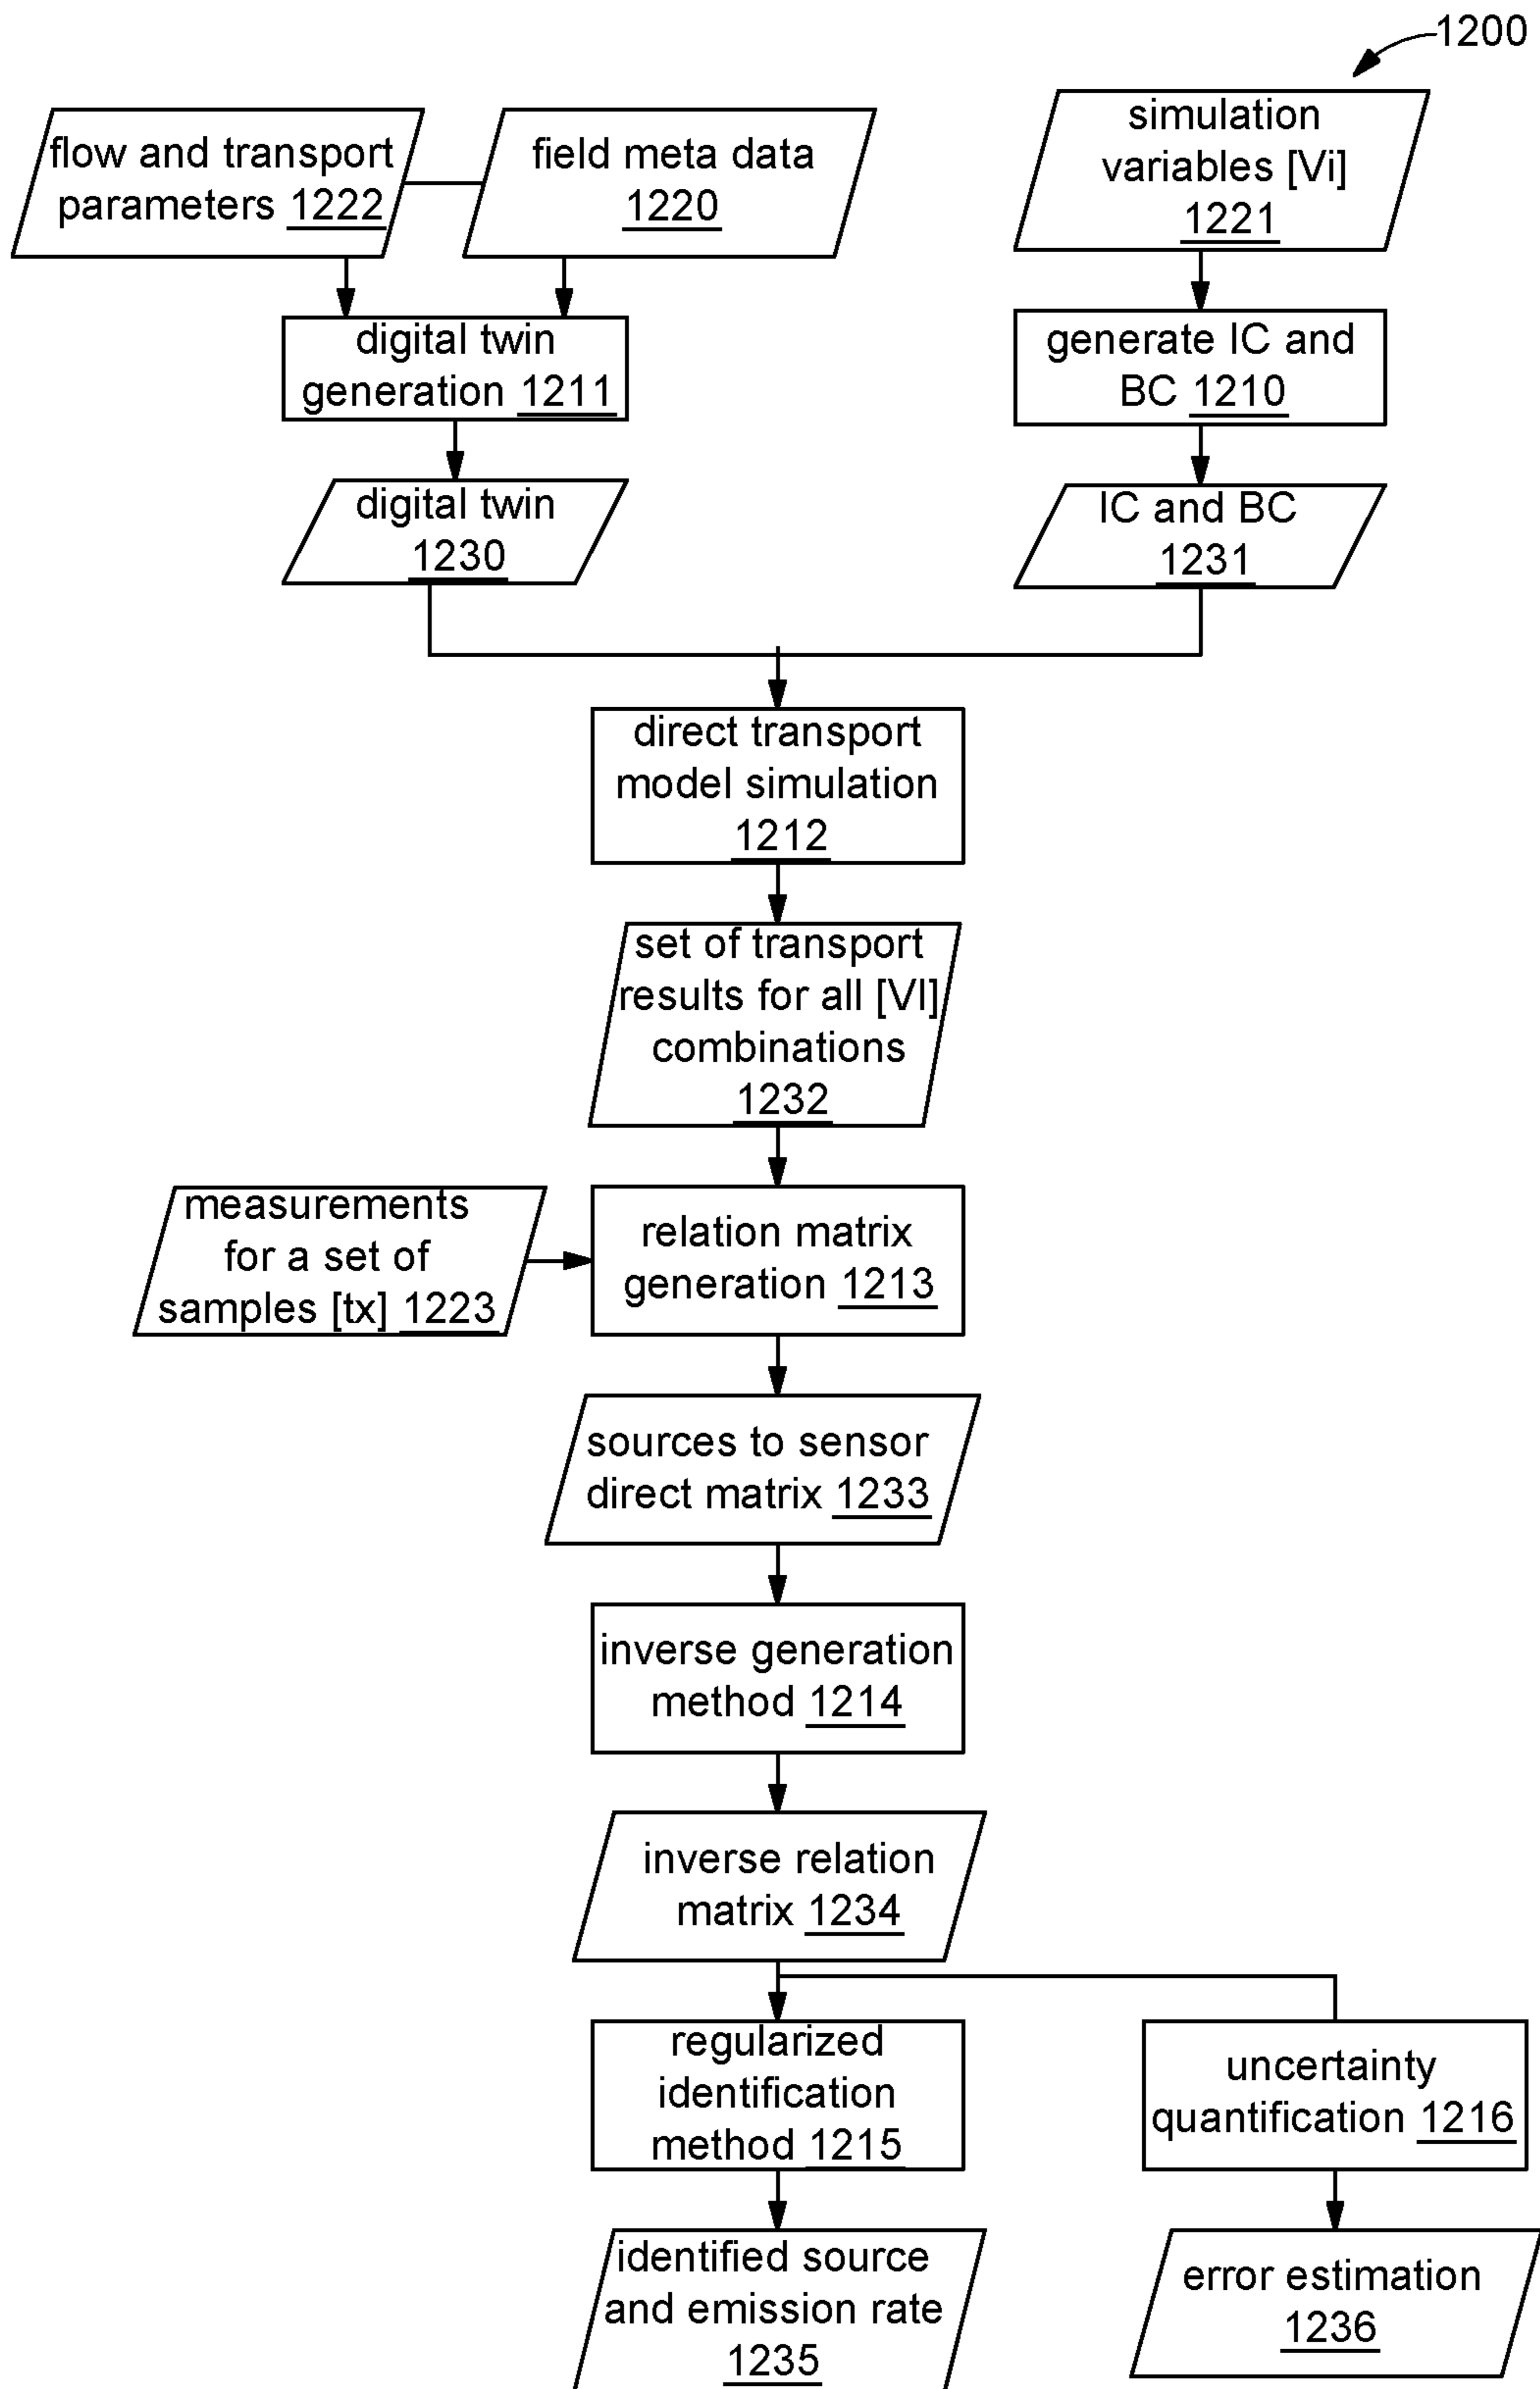 1200
flow and transport
parameters 1222
field meta data
1220
simulation
variables [Vi]
1221
digital twin
generation 1211
generate IC and
BC 1210
digital twin
1230
IC and BC
1231
direct transport
model simulation
1212
set of transport
results for all [VI]
combinations
1232
measurements
for a set of
samples [tx] 1223
relation matrix
generation 1213
sources to sensor
direct matrix 1233
inverse generation
method 1214
inverse relation
matrix 1234
regularized
identification
method 1215
uncertainty
quantification 1216
identified source
and emission rate
1235
error estimation
1236